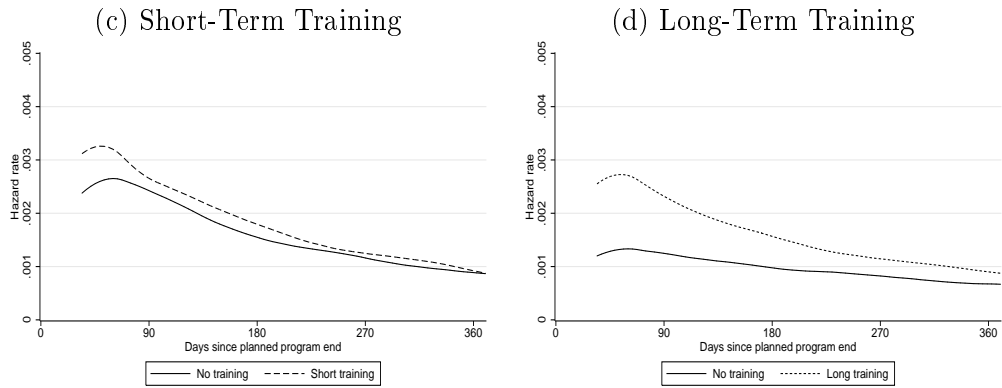 (c) Short-Term Training
.005
.004
.003
.002
.001
0
Hazard rate
0 90 180 270 360
Days since planned program end
No training Short training
(d) Long-Term Training
.005
.004
.003
.002
.001
0
Hazard rate
0 90 180 270 360
Days since planned program end
No training Long training